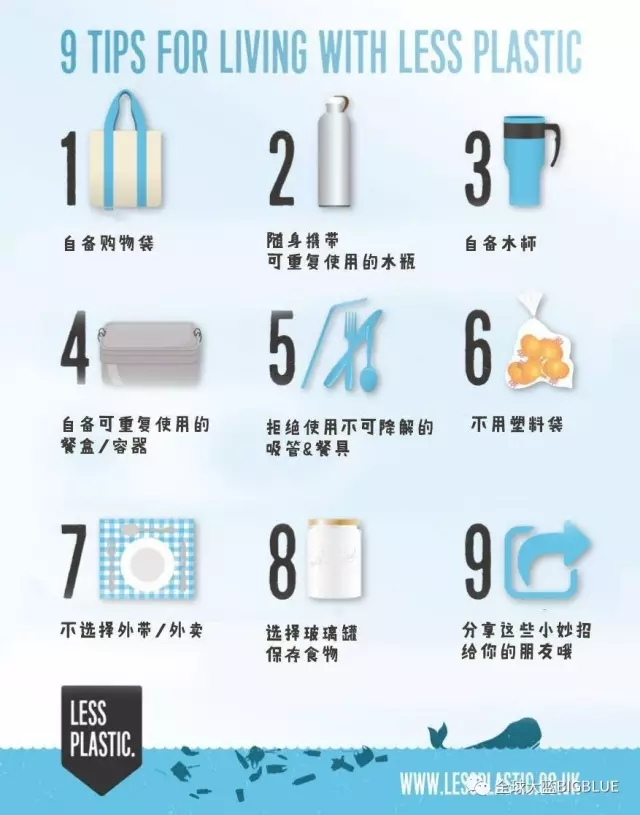 9 TIPS FOR LIVING WITH LESS PLASTIC
1
自备购物袋
2
随身携带
可重复使用的水瓶
3
自备水杯
4
自备可重复使用的
餐盒/容器
5
拒绝使用不可降解的
吸管&餐具
6
不用塑料袋
7
不选择外带/外卖
8
选择玻璃罐
保存食物
9
分享这些小妙招
给你的朋友哦
LESS
PLASTIC.
WWW.LESSPLASTIC.CO.UK
全球大蓝BIGBLUE